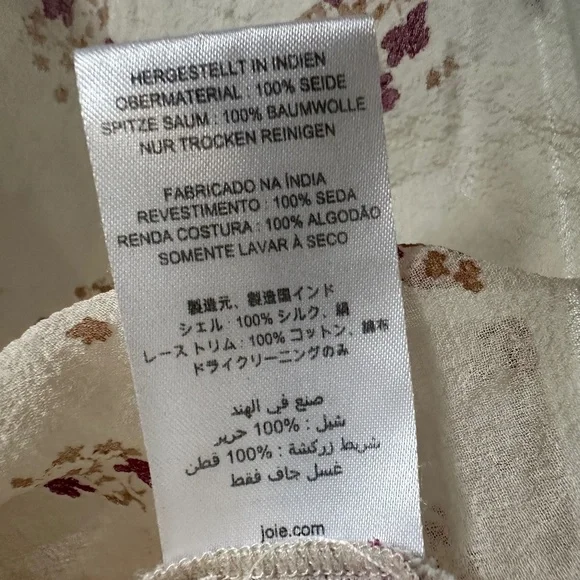 HERGESTELLT IN INDIEN
OBERMATERIAL : 100% SEIDE
SPITZE SAUM : 100% BAUMWOLLE
NUR TROCKEN REINIGEN
FABRICADO NA ÍNDIA
REVESTIMENTO : 100% SEDA
RENDA COSTURA : 100% ALGODÃO
SOMENTE LAVAR À SECO
製造元、製造国インド
シェル : 100% シルク、絹
レース トリム : 100% コットン、綿布
ドライクリーニングのみ
صنع في الهند
شيل : 100% حرير
شريط زركشة : 100% قطن
غسل جاف فقط
joie.com